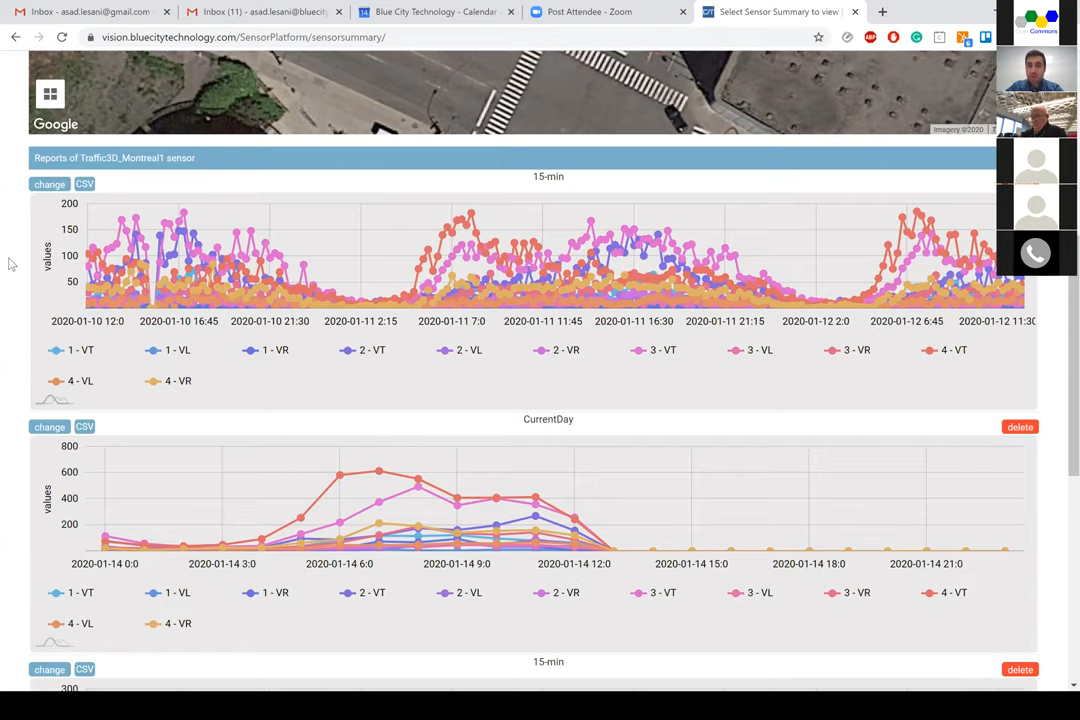 Inbox - asad.lesani@gmail.com
Inbox (11) - asad.lesani@bluecity
Blue City Technology - Calendar
Post Attendee - Zoom
Select Sensor Summary to view
vision.bluecitytechnology.com/SensorPlatform/sensorsummary/
ABP
6
Commons
Google
Imagery ©2020
Reports of Traffic3D_Montreal1 sensor
15-min
change CSV
values
200
150
100
50
2020-01-10 12:0 2020-01-10 16:45 2020-01-10 21:30 2020-01-11 2:15 2020-01-11 7:0 2020-01-11 11:45 2020-01-11 16:30 2020-01-11 21:15 2020-01-12 2:0 2020-01-12 6:45 2020-01-12 11:30
1 - VT 1 - VL 1 - VR 2 - VT 2 - VL 2 - VR 3 - VT 3 - VL 3 - VR 4 - VT
4 - VL 4 - VR
CurrentDay
change CSV delete
values
800
600
400
200
2020-01-14 0:0 2020-01-14 3:0 2020-01-14 6:0 2020-01-14 9:0 2020-01-14 12:0 2020-01-14 15:0 2020-01-14 18:0 2020-01-14 21:0
1 - VT 1 - VL 1 - VR 2 - VT 2 - VL 2 - VR 3 - VT 3 - VL 3 - VR 4 - VT
4 - VL 4 - VR
15-min
change CSV delete
300